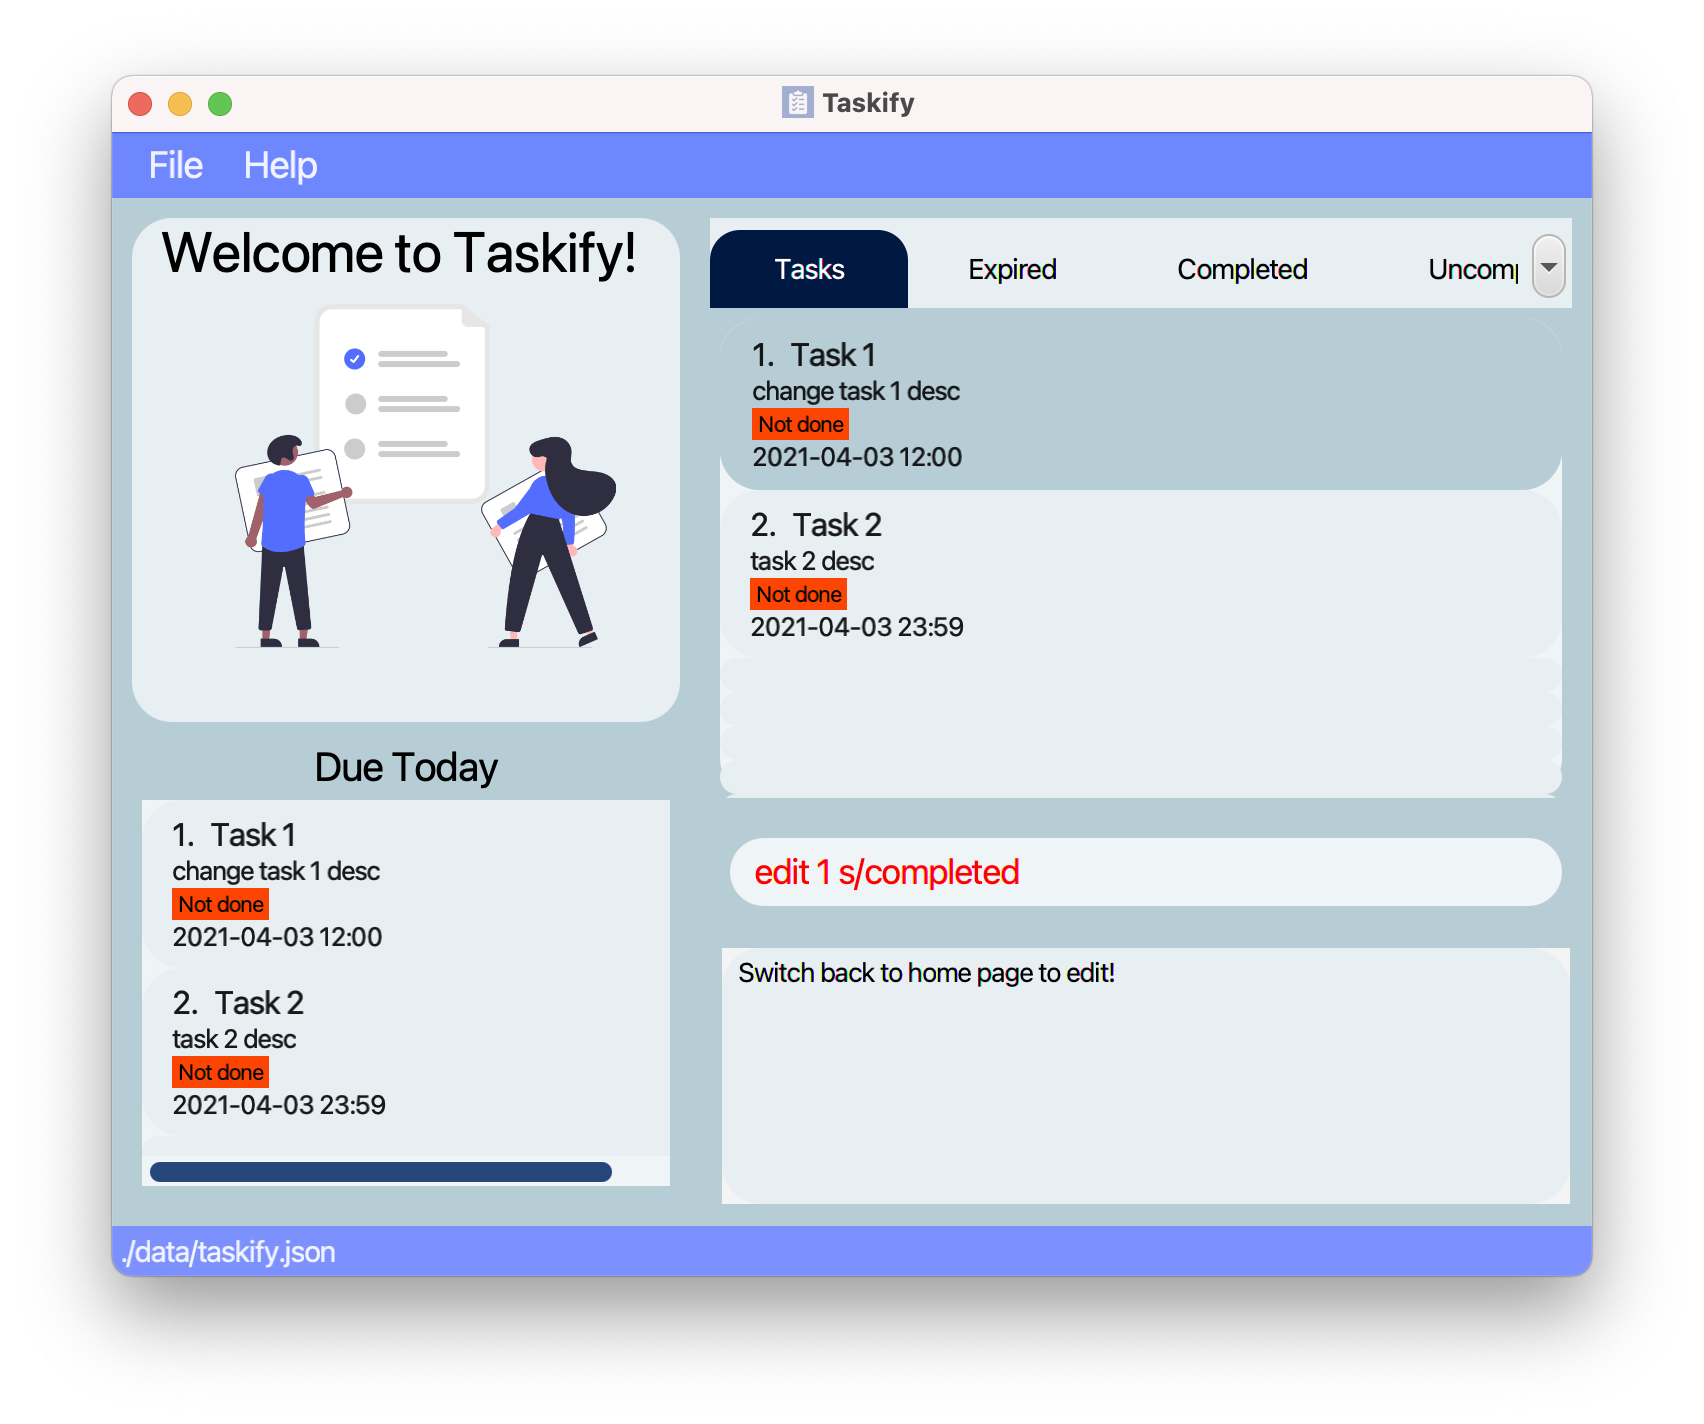 Taskify
File Help
Welcome to Taskify!
Due Today
1. Task 1
change task 1 desc
Not done
2021-04-03 12:00
2. Task 2
task 2 desc
Not done
2021-04-03 23:59
Tasks Expired Completed Uncomp
1. Task 1
change task 1 desc
Not done
2021-04-03 12:00
2. Task 2
task 2 desc
Not done
2021-04-03 23:59
edit 1 s/completed
Switch back to home page to edit!
./data/taskify.json